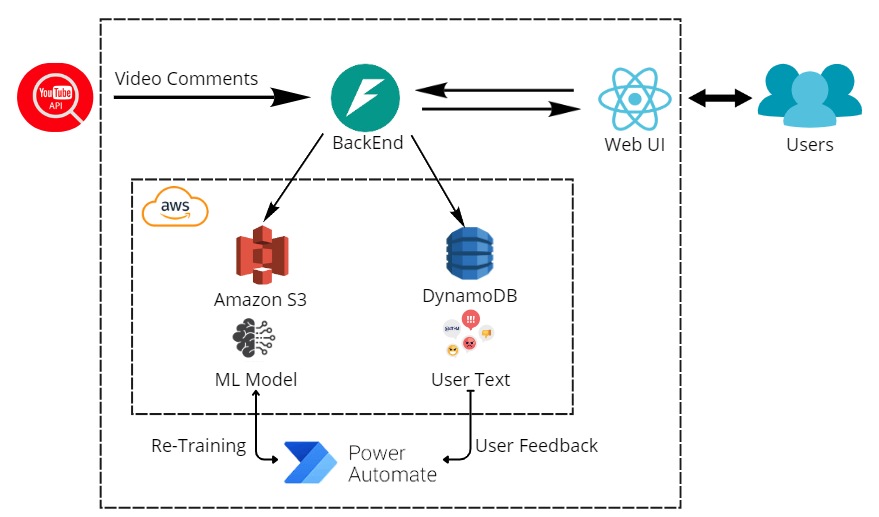 Video Comments
YouTube
API
BackEnd
Web UI
Users
aws
Amazon S3
DynamoDB
!!!
ML Model
User Text
Re-Training
Power
Automate
User Feedback